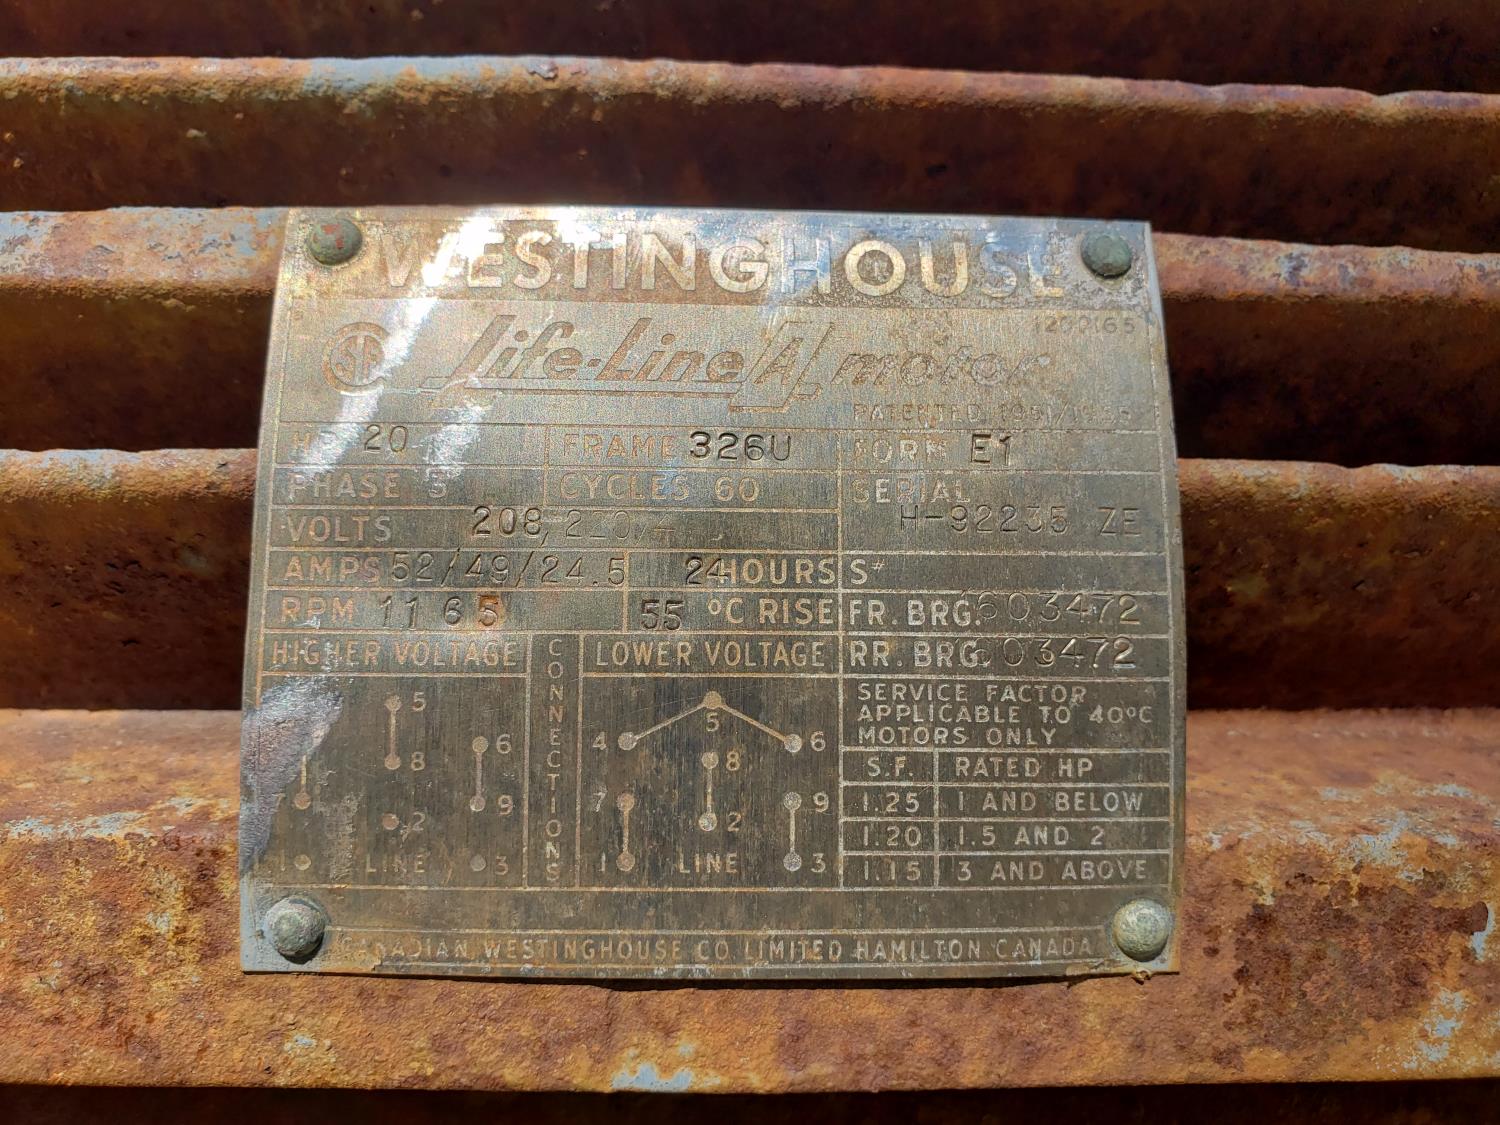 WESTINGHOUSE
Life-Line A motor
PATENTED
HP 20 FRAME 326U FORM E1
PHASE 3 CYCLES 60 SERIAL
VOLTS 208, H-92235 ZE
AMPS 52/49/24.5 24 HOURS S#
RPM 1165 55 °C RISE FR. BRG. 603472
HIGHER VOLTAGE CONNECTIONS LOWER VOLTAGE RR. BRG. 603472
SERVICE FACTOR
APPLICABLE TO 40°C
MOTORS ONLY
5 5
4 6
6
8 8
S.F. RATED HP
7 9 7 9
1.25 1 AND BELOW
2 2
1.20 1.5 AND 2
1 LINE 3 1 LINE 3
1.15 3 AND ABOVE
CANADIAN WESTINGHOUSE CO. LIMITED HAMILTON CANADA